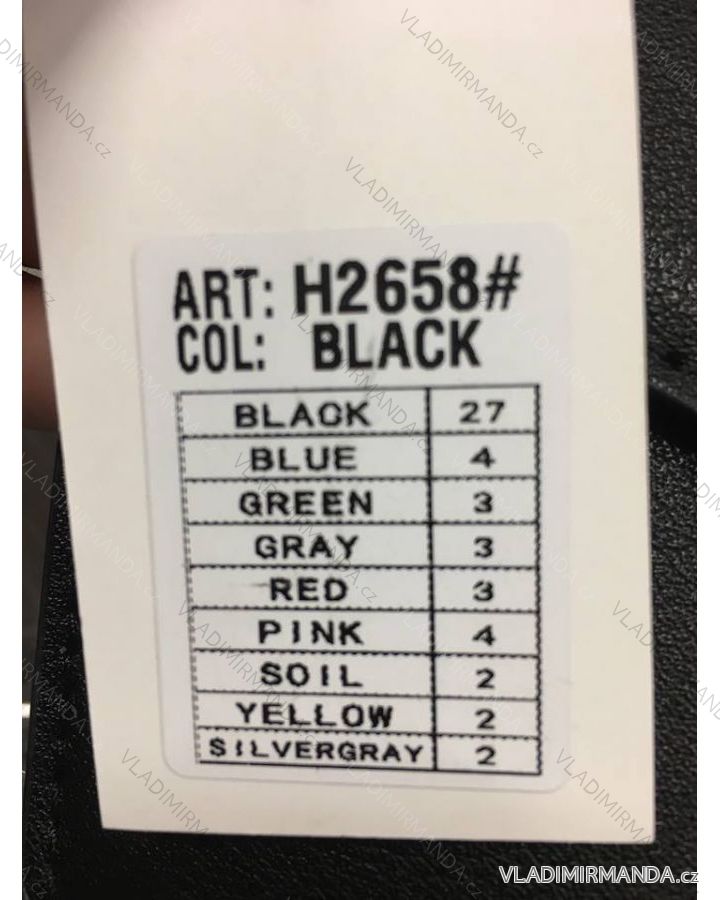 ART: H2658#
COL: BLACK
BLACK 27
BLUE 4
GREEN 3
GRAY 3
RED 3
PINK 4
SOIL 2
YELLOW 2
SILVERGRAY 2
VLADIMIRMANDA.cz